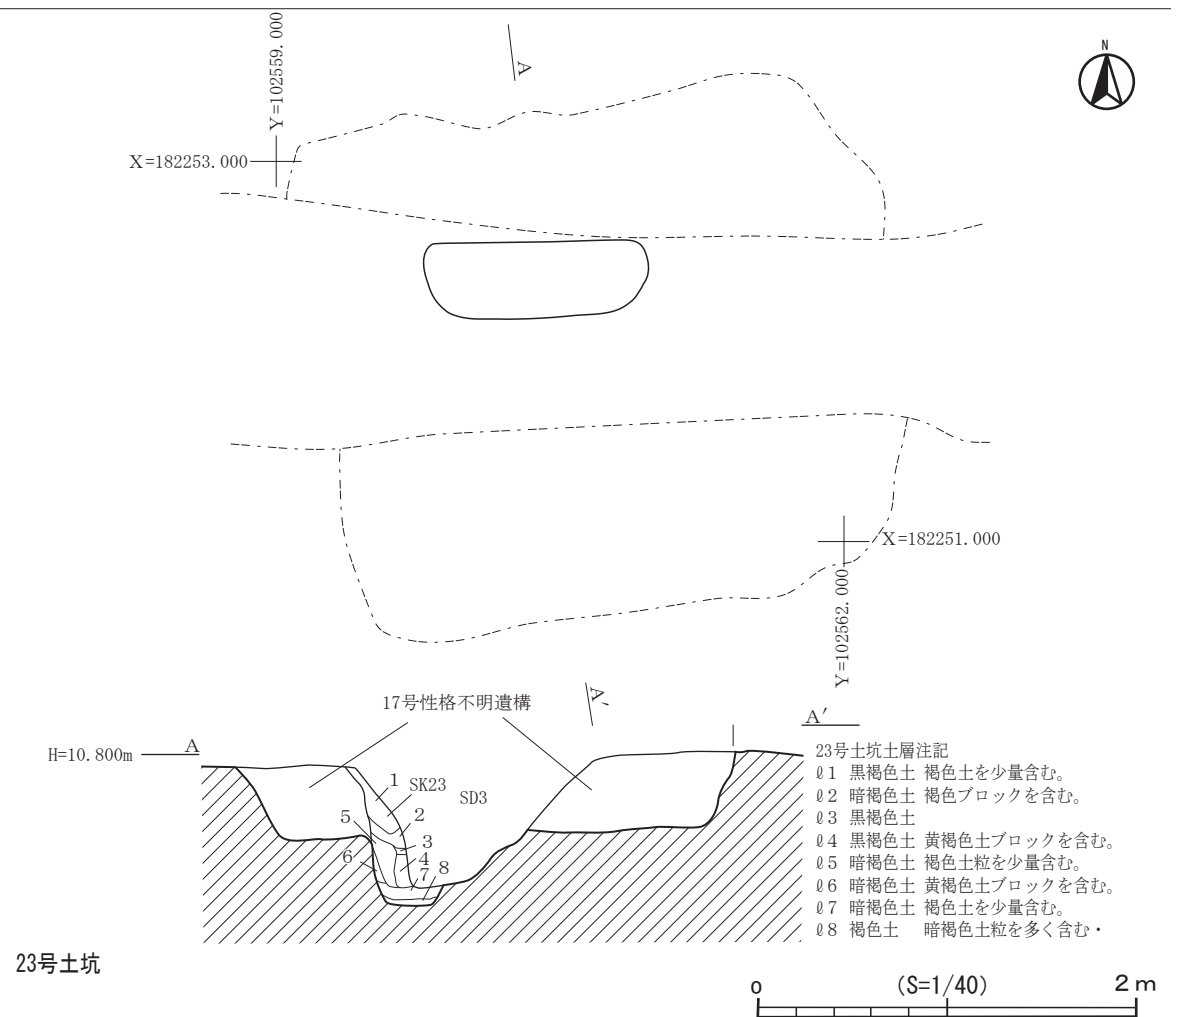 N
A
Y=102559.000
X=182253.000
X=182251.000
Y=102562.000
A′
17号性格不明遺構
A′
H=10.800m
A
1
SK23
SD3
2
5
3
4
6
7
8
23号土坑土層注記
ℓ1 黒褐色土 褐色土を少量含む。
ℓ2 暗褐色土 褐色ブロックを含む。
ℓ3 黒褐色土
ℓ4 黒褐色土 黄褐色土ブロックを含む。
ℓ5 暗褐色土 褐色土粒を少量含む。
ℓ6 暗褐色土 黄褐色土ブロックを含む。
ℓ7 暗褐色土 褐色土を少量含む。
ℓ8 褐色土 暗褐色土粒を多く含む・
23号土坑
0 (S=1/40) 2m